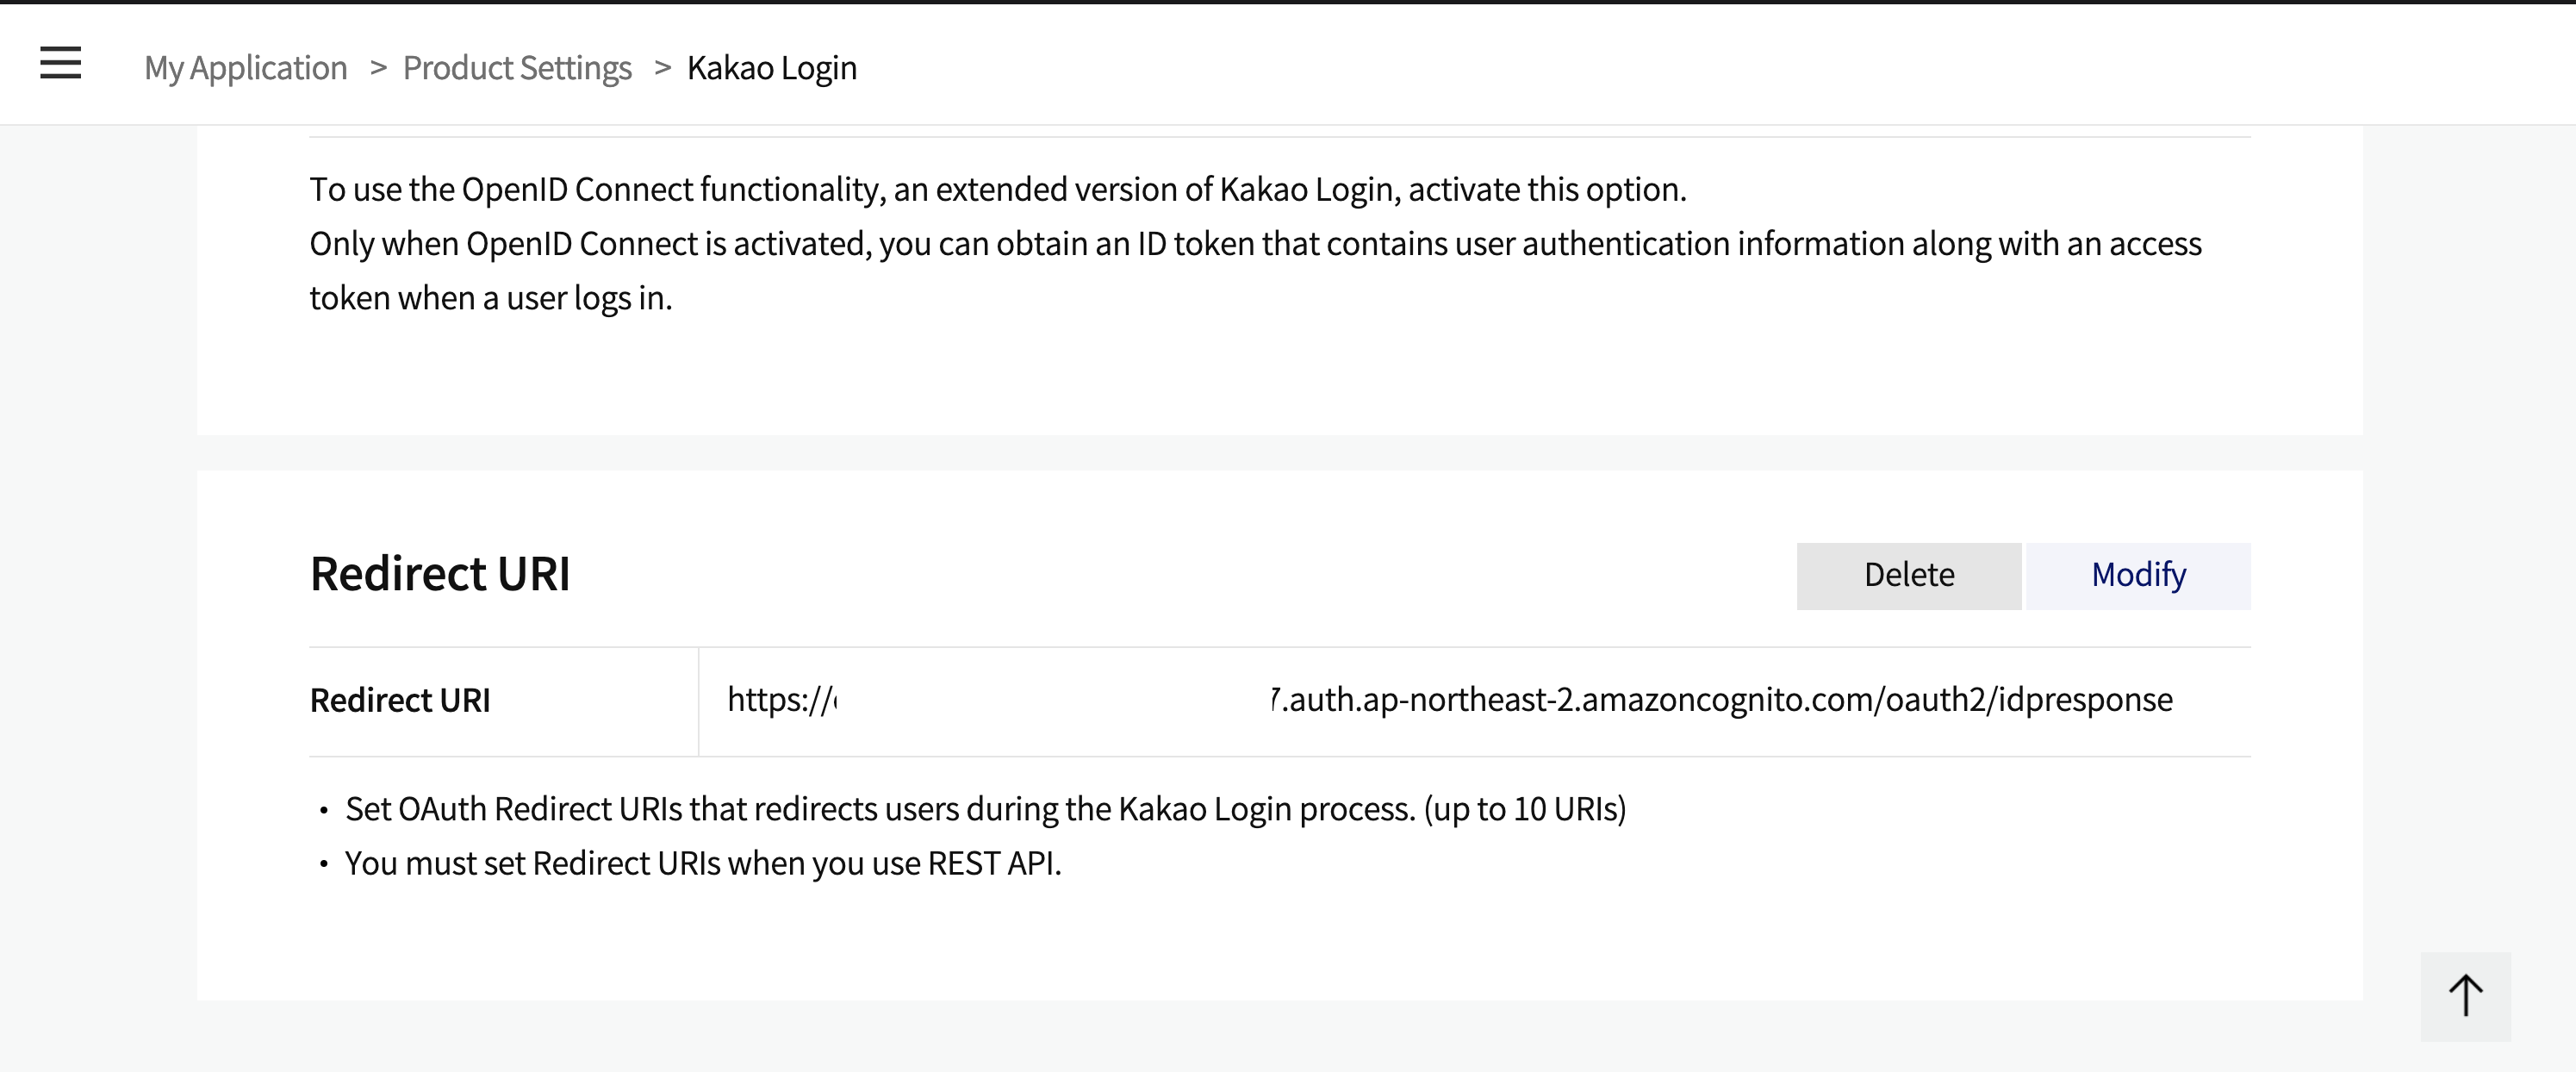 My Application > Product Settings > Kakao Login
To use the OpenID Connect functionality, an extended version of Kakao Login, activate this option.
Only when OpenID Connect is activated, you can obtain an ID token that contains user authentication information along with an access
token when a user logs in.
Redirect URI
Delete
Modify
Redirect URI
https:// .auth.ap-northeast-2.amazoncognito.com/oauth2/idpresponse
• Set OAuth Redirect URIs that redirects users during the Kakao Login process. (up to 10 URIs)
• You must set Redirect URIs when you use REST API.